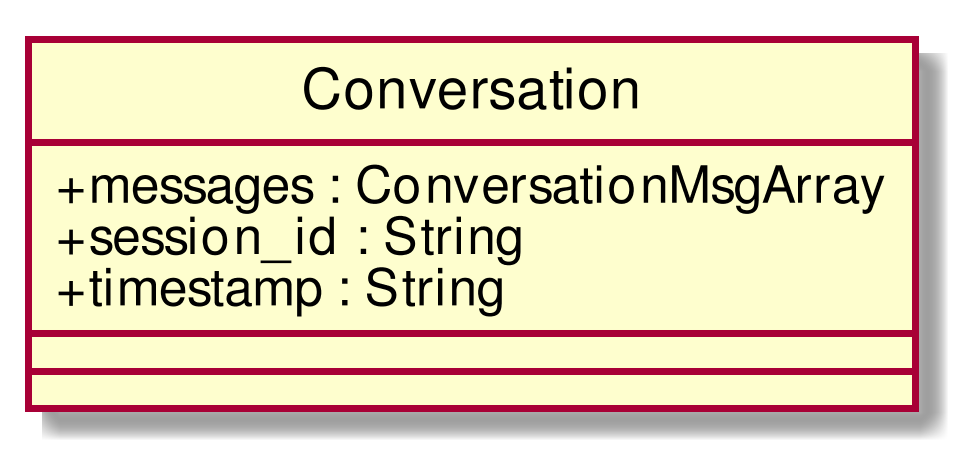 Conversation
+messages : ConversationMsgArray
+session_id : String
+timestamp : String